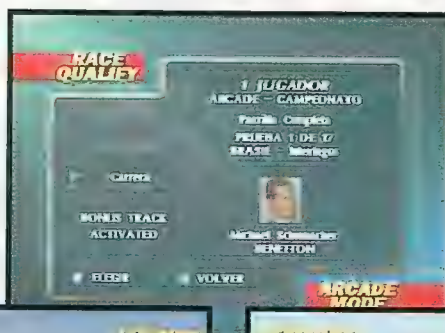 RACE
QUALIFY
1 JUGADOR
ARCADE - CAMPEONATO
Parrilla Completa
PRUEBA 1 DE 17
BRASIL - Interlagos
Carrera
BONUS TRACK
ACTIVATED
Michael Schumacher
BENETTON
ELEGIR
VOLVER
ARCADE
MODE